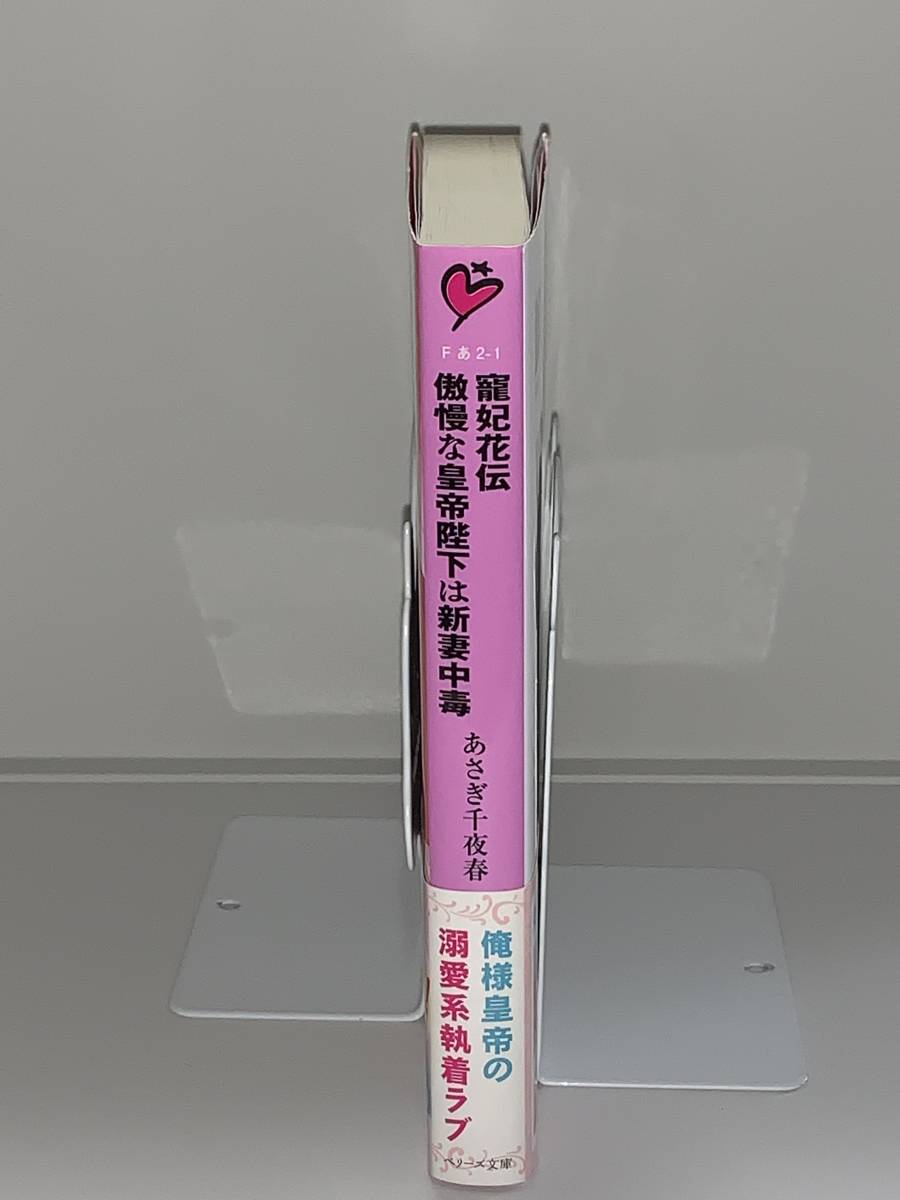 F あ 2-1
寵妃花伝
傲慢な皇帝陛下は新妻中毒
あさぎ千夜春
俺様皇帝の
溺愛系執着ラブ
ベリーズ文庫